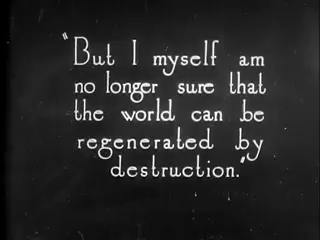 "But I myself am
no longer sure that
the world can be
regenerated by
destruction."